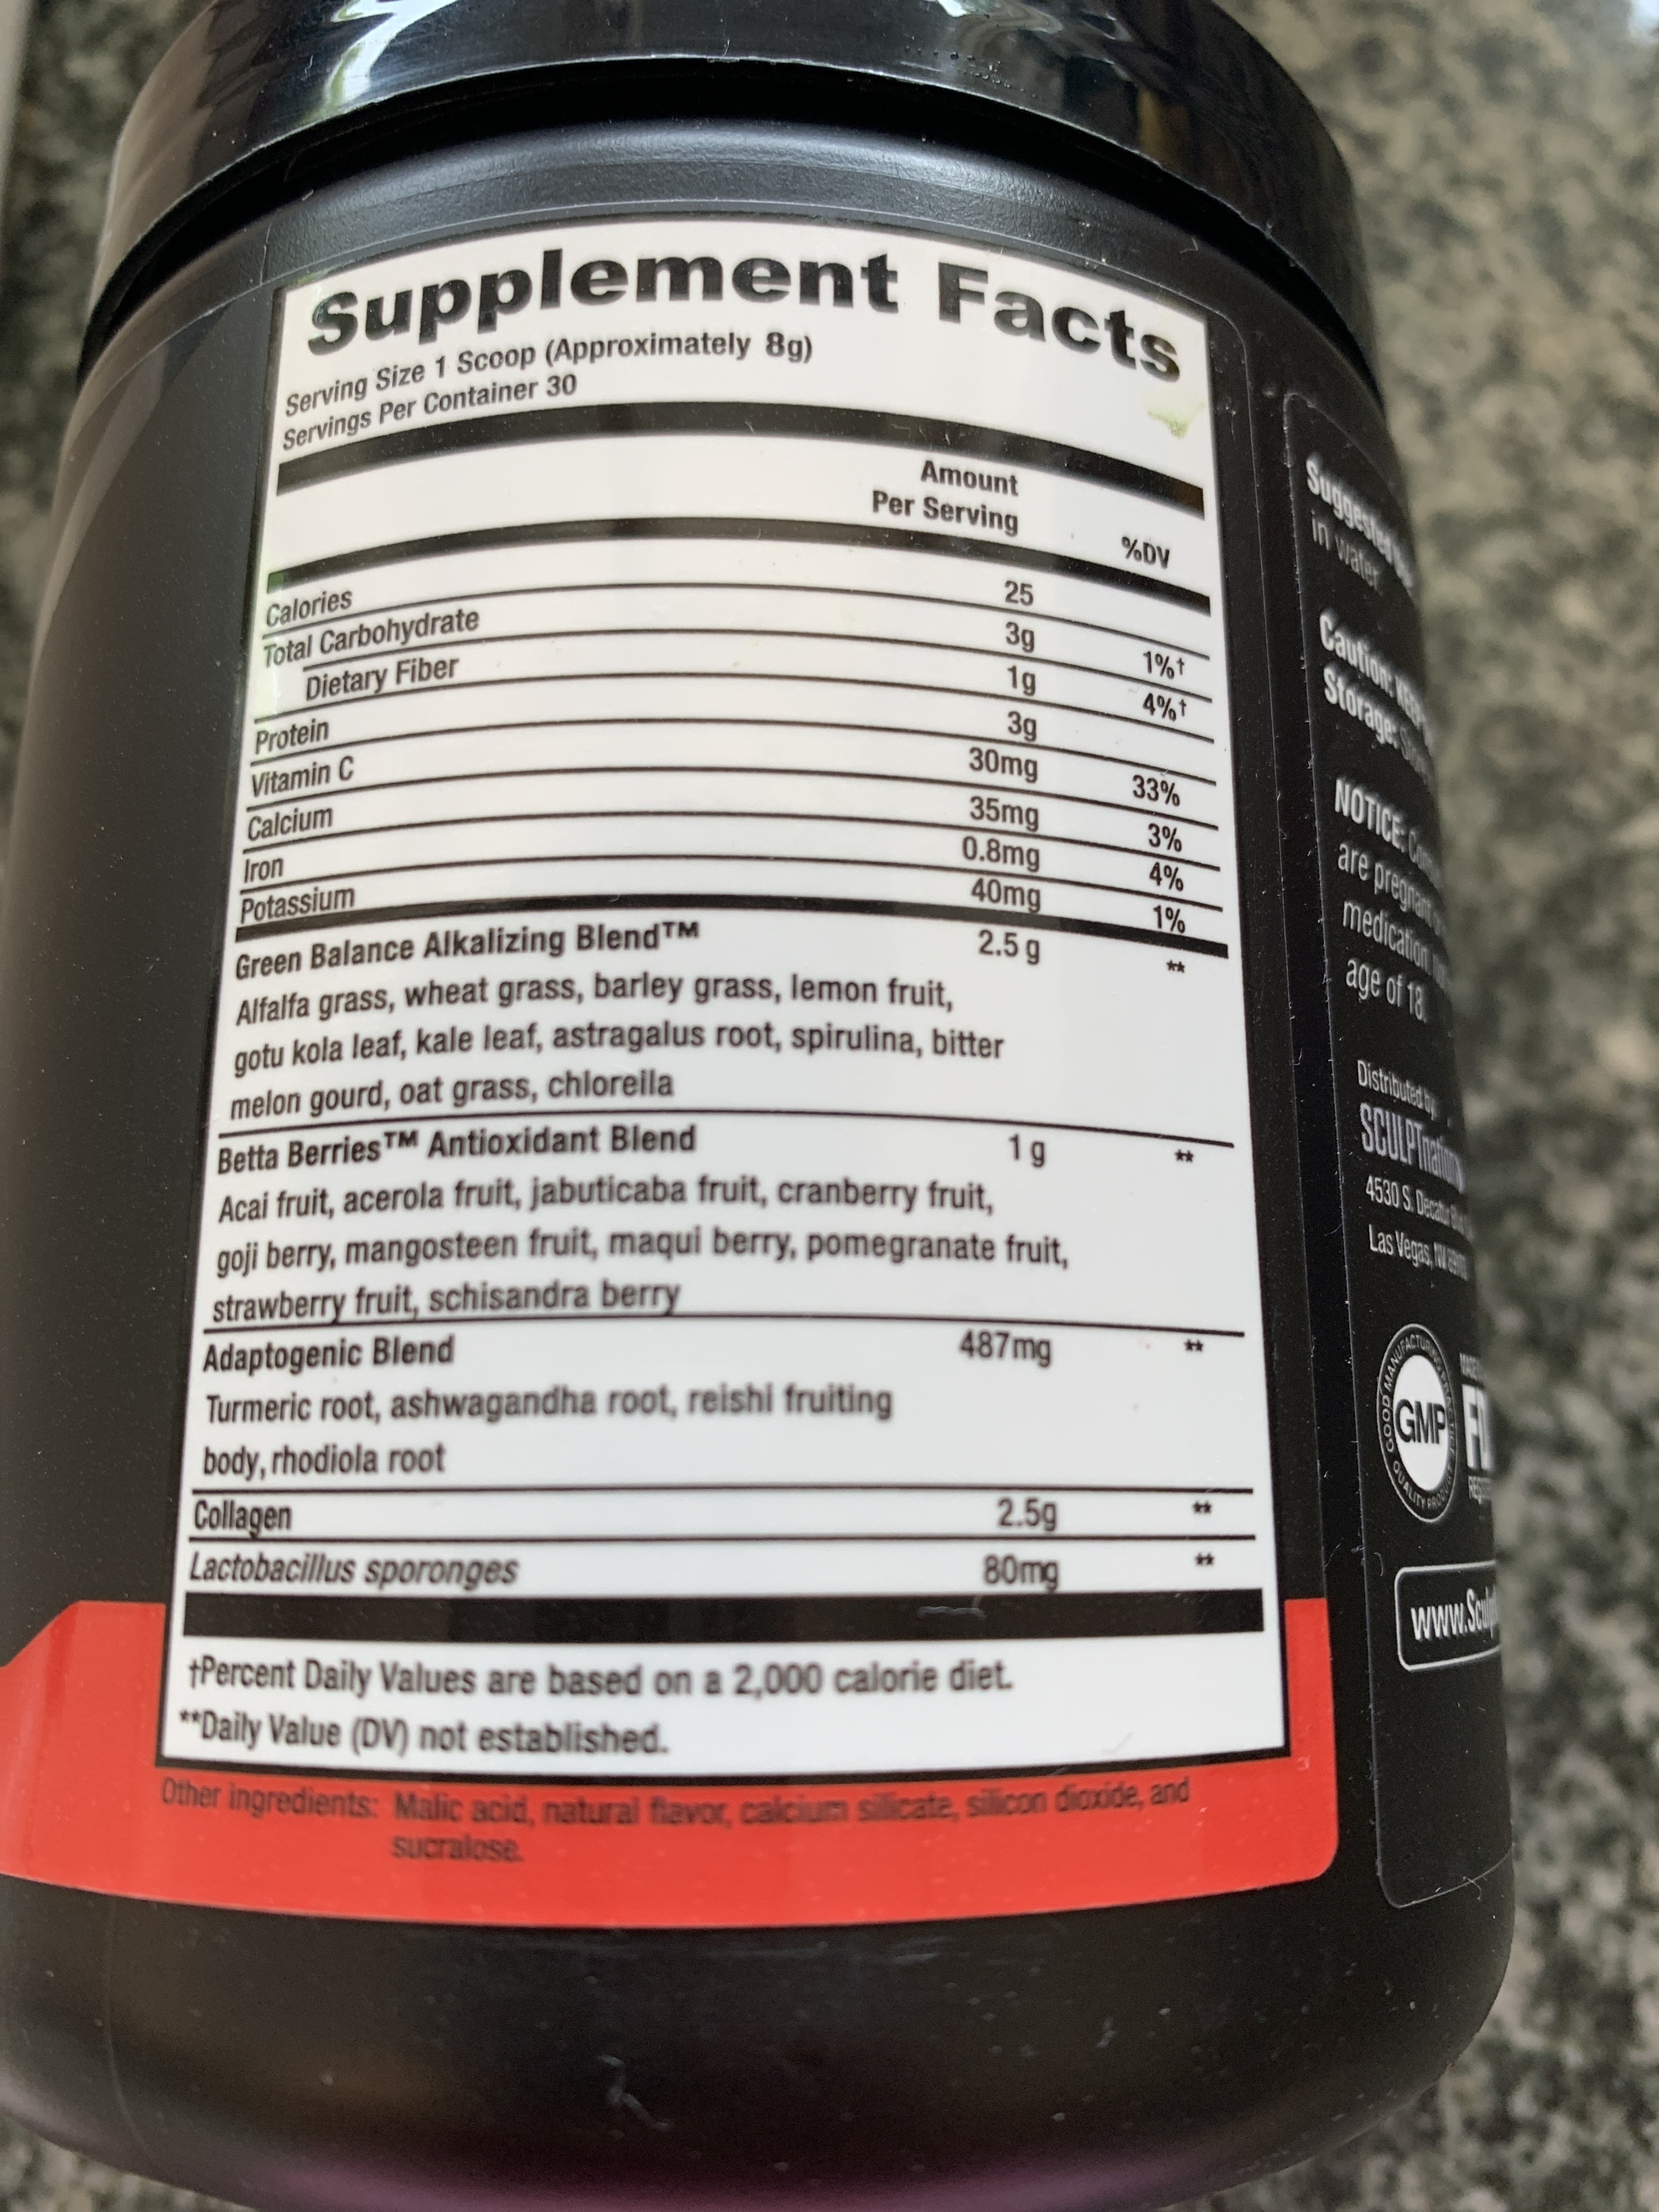 Supplement Facts
Serving Size 1 Scoop (Approximately 8g)
Servings Per Container 30
Amount
Per Serving %DV
Calories 25
Total Carbohydrate 3g 1%†
Dietary Fiber 1g 4%†
Protein 3g
Vitamin C 30mg 33%
Calcium 35mg 3%
Iron 0.8mg 4%
Potassium 40mg 1%
Green Balance Alkalizing Blend™ 2.5 g **
Alfalfa grass, wheat grass, barley grass, lemon fruit,
gotu kola leaf, kale leaf, astragalus root, spirulina, bitter
melon gourd, oat grass, chlorella
Betta Berries™ Antioxidant Blend 1 g **
Acai fruit, acerola fruit, jabuticaba fruit, cranberry fruit,
goji berry, mangosteen fruit, maqui berry, pomegranate fruit,
strawberry fruit, schisandra berry
Adaptogenic Blend 487mg **
Turmeric root, ashwagandha root, reishi fruiting
body, rhodiola root
Collagen 2.5g **
Lactobacillus sporonges 80mg **
†Percent Daily Values are based on a 2,000 calorie diet.
**Daily Value (DV) not established.
Other ingredients: Malic acid, natural flavor, calcium silicate, silicon dioxide, and
sucralose.
Suggested
in water.
Caution: KEEP
Storage:
NOTICE:
are pregnant
medication
age of 18.
Distributed by:
SCULPTnation
4530 S. Decatur
Las Vegas, NV
GOOD MANUFACTURING
GMP
QUALITY